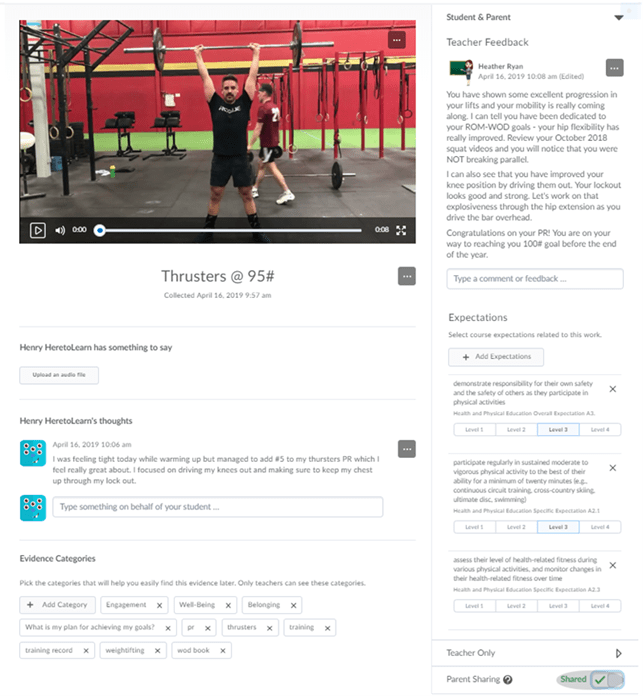 ROGUE
0:00
0:08
Thrusters @ 95#
Collected April 16, 2019 9:57 am
Henry HeretoLearn has something to say
Upload an audio file
Henry HeretoLearn's thoughts
April 16, 2019 10:06 am
I was feeling tight today while warming up but managed to add #5 to my thursters PR which I
feel really great about. I focused on driving my knees out and making sure to keep my chest
up through my lock out.
Type something on behalf of your student ...
Evidence Categories
Pick the categories that will help you easily find this evidence later. Only teachers can see these categories.
+ Add Category
Engagement ×
Well-Being ×
Belonging ×
What is my plan for achieving my goals? ×
pr ×
thrusters ×
training ×
training record ×
weightifting ×
wod book ×
Student & Parent
Teacher Feedback
Heather Ryan
April 16, 2019 10:08 am (Edited)
You have shown some excellent progression in
your lifts and your mobility is really coming
along. I can tell you have been dedicated to
your ROM-WOD goals - your hip flexibility has
really improved. Review your October 2018
squat videos and you will notice that you were
NOT breaking parallel.
I can also see that you have improved your
knee position by driving them out. Your lockout
looks good and strong. Let's work on that
explosiveness through the hip extension as you
drive the bar overhead.
Congratulations on your PR! You are on your
way to reaching you 100# goal before the end
of the year.
Type a comment or feedback ...
Expectations
Select course expectations related to this work.
+ Add Expectations
demonstrate responsibility for their own safety
and the safety of others as they participate in
physical activities
Health and Physical Education Overall Expectation A3.
Level 1 Level 2 Level 3 Level 4
participate regularly in sustained moderate to
vigorous physical activity to the best of their
ability for a minimum of twenty minutes (e.g.,
continuous circuit training, cross-country skiing,
ultimate disc, swimming)
Health and Physical Education Specific Expectation A2.1
Level 1 Level 2 Level 3 Level 4
assess their level of health-related fitness during
various physical activities, and monitor changes in
their health-related fitness over time
Health and Physical Education Specific Expectation A2.3
Level 1 Level 2 Level 3 Level 4
Teacher Only
Parent Sharing
Shared